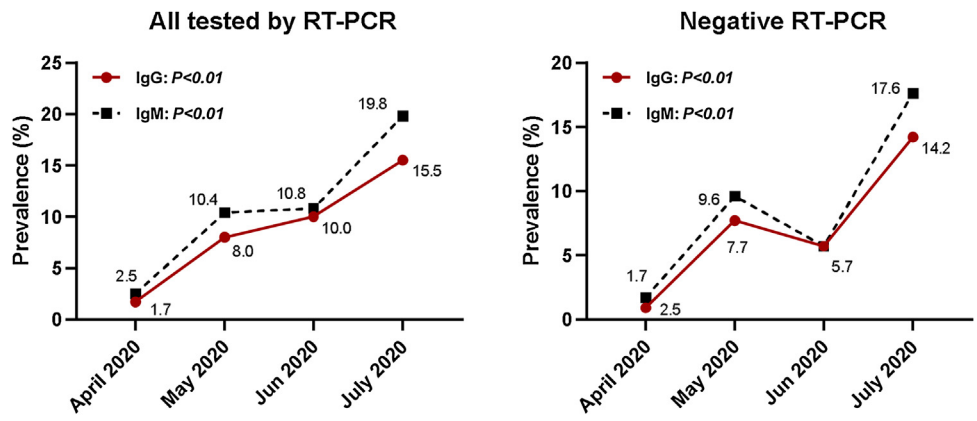 All tested by RT-PCR
Prevalence (%)
25
20
15
10
5
0
IgG: P<0.01
IgM: P<0.01
2.5
1.7
10.4
8.0
10.8
10.0
19.8
15.5
April 2020
May 2020
Jun 2020
July 2020
Negative RT-PCR
Prevalence (%)
20
15
10
5
0
IgG: P<0.01
IgM: P<0.01
1.7
2.5
9.6
7.7
5.7
17.6
14.2
April 2020
May 2020
Jun 2020
July 2020